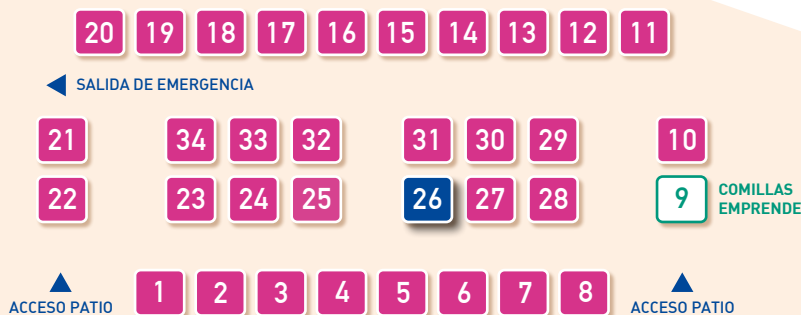 20 19 18 17 16 15 14 13 12 11
SALIDA DE EMERGENCIA
21 34 33 32 31 30 29 10
22 23 24 25 26 27 28 9 COMILLAS
EMPRENDE
1 2 3 4 5 6 7 8
ACCESO PATIO ACCESO PATIO